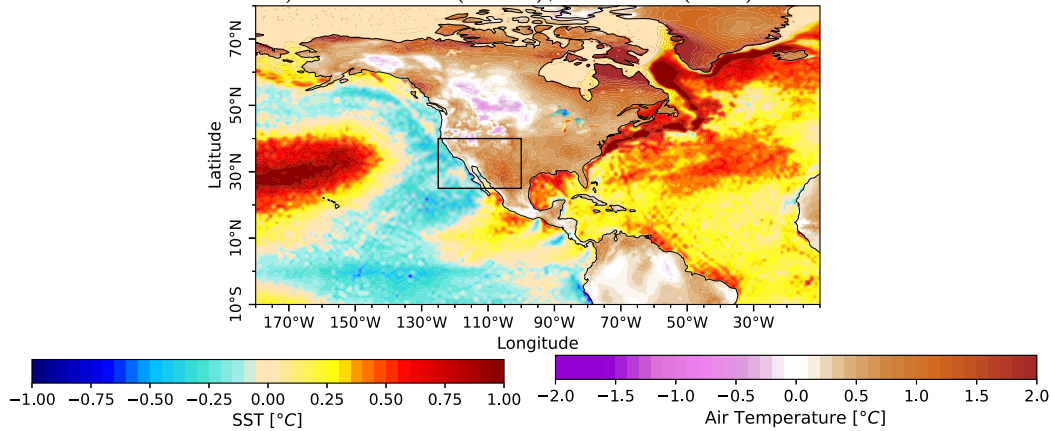 70°N
50°N
30°N
10°N
10°S
Latitude
170°W 150°W 130°W 110°W 90°W 70°W 50°W 30°W
Longitude
−1.00 −0.75 −0.50 −0.25 0.00 0.25 0.50 0.75 1.00
SST [°C]
−2.0 −1.5 −1.0 −0.5 0.0 0.5 1.0 1.5 2.0
Air Temperature [°C]